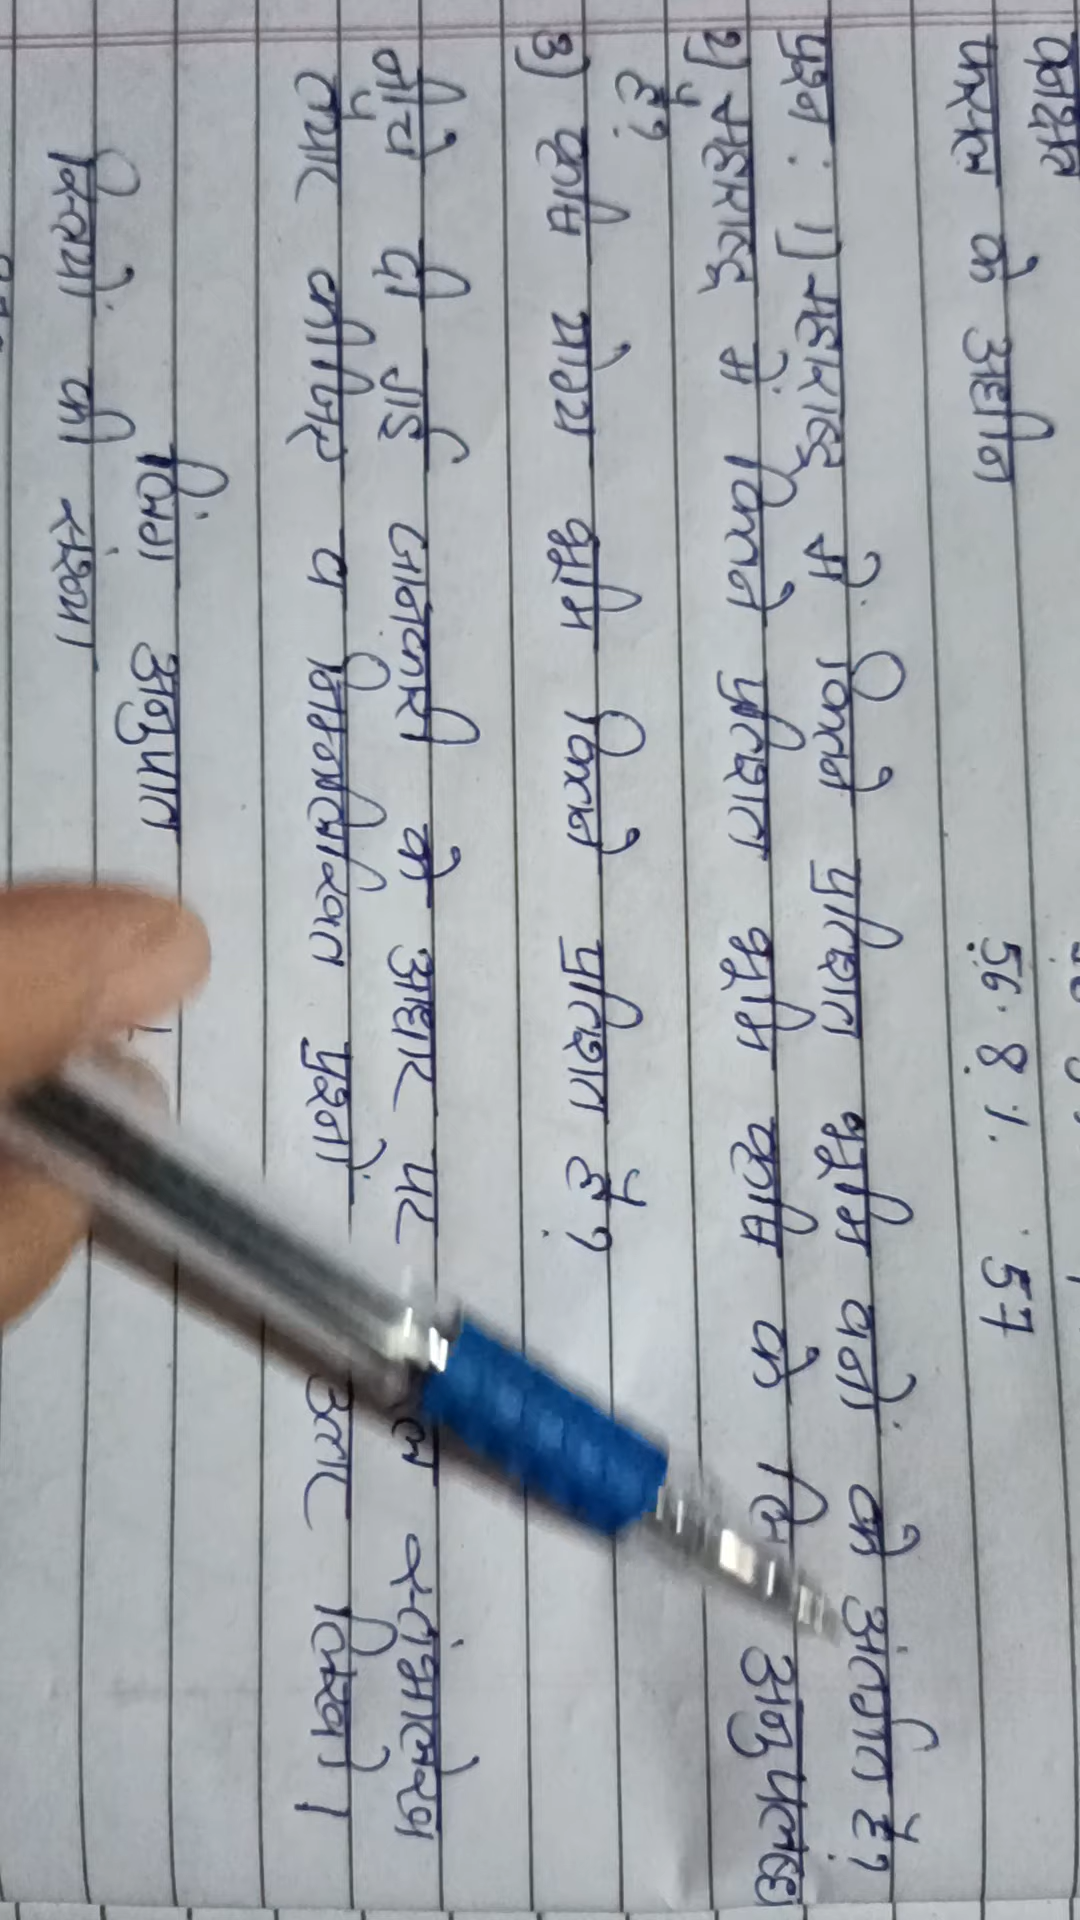 फसल के अधीन 56.8 %. 57
प्रश्न : 1) महाराष्ट्र में कितने प्रतिशत भूमि वनों के अंतर्गत है?
2) महाराष्ट्र में कितने प्रतिशत भूमि कृषि के लि अनुपलब्ध
है?
3) कृषि योग्य भूमि कितने प्रतिशत है?
नीचे दी गई जानकारी के आधार पर स्तंभालेख
तयार कीजिए व निम्नलिखित प्रश्नों उत्तर लिखो।
लिंग अनुपात
स्त्रियों की संख्या